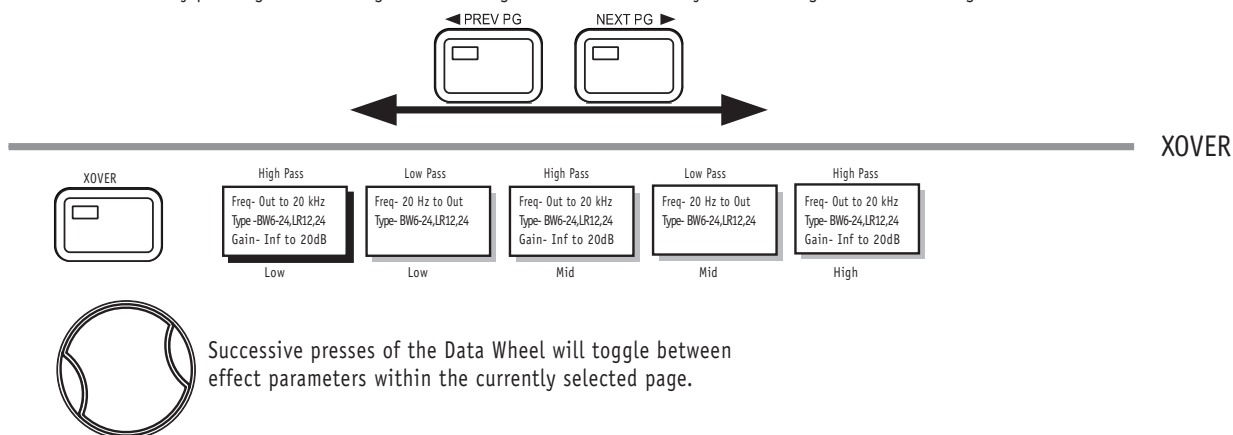 ◀ PREV PG NEXT PG ▶
XOVER
XOVER
High Pass
Freq- Out to 20 kHz
Type -BW6-24,LR12,24
Gain- Inf to 20dB
Low
Low Pass
Freq- 20 Hz to Out
Type- BW6-24,LR12,24
Low
High Pass
Freq- Out to 20 kHz
Type- BW6-24,LR12,24
Gain- Inf to 20dB
Mid
Low Pass
Freq- 20 Hz to Out
Type- BW6-24,LR12,24
Mid
High Pass
Freq- Out to 20 kHz
Type- BW6-24,LR12,24
Gain- Inf to 20dB
High
Successive presses of the Data Wheel will toggle between
effect parameters within the currently selected page.